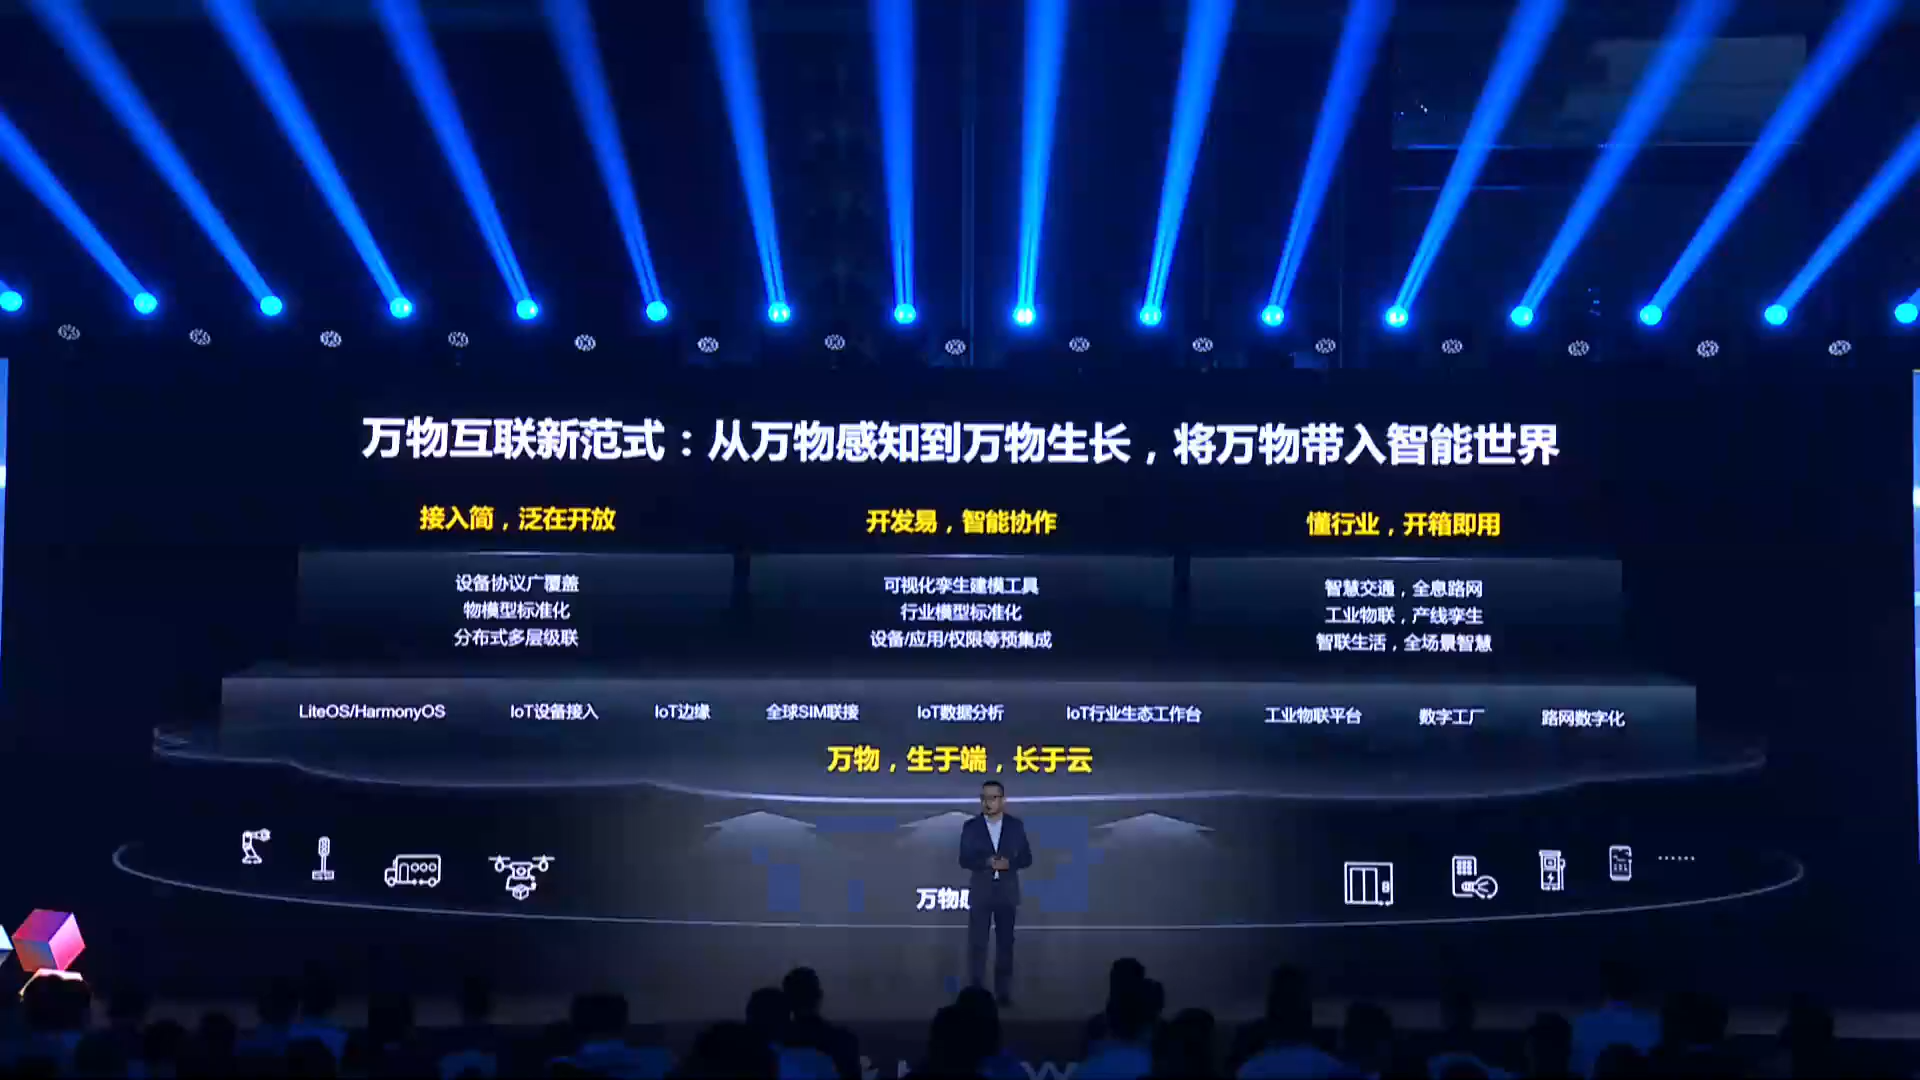 万物互联新范式：从万物感知到万物生长，将万物带入智能世界
接入简，泛在开放
设备协议广覆盖
物模型标准化
分布式多层级联
开发易，智能协作
可视化孪生建模工具
行业模型标准化
设备/应用/权限等预集成
懂行业，开箱即用
智慧交通，全息路网
工业物联，产线孪生
智联生活，全场景智慧
LiteOS/HarmonyOS IoT设备接入 IoT边缘 全球SIM联接 IoT数据分析 IoT行业生态工作台 工业物联平台 数字工厂 路网数字化
万物，生于端，长于云
······
万物